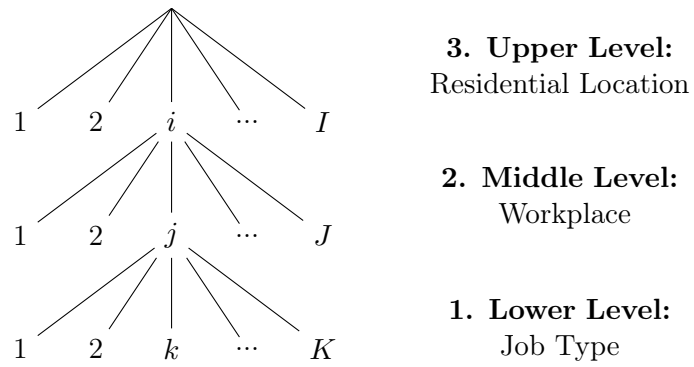 3. Upper Level:
Residential Location
1 2 i ... I
2. Middle Level:
Workplace
1 2 j ... J
1. Lower Level:
Job Type
1 2 k ... K